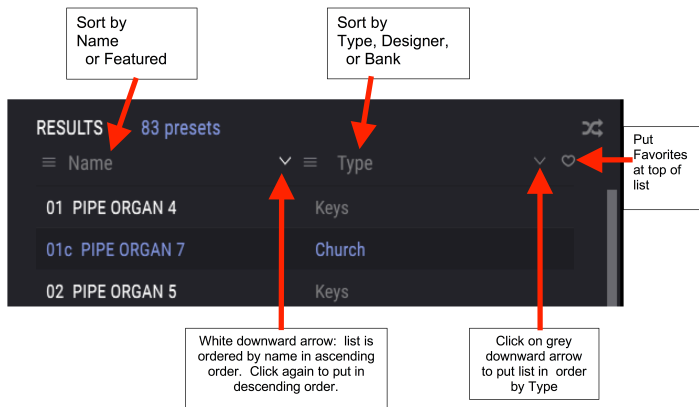 Sort by
Name
or Featured
Sort by
Type, Designer,
or Bank
RESULTS 83 presets
Name Type
Put
Favorites
at top of
list
01 PIPE ORGAN 4 Keys
01c PIPE ORGAN 7 Church
02 PIPE ORGAN 5 Keys
White downward arrow: list is
ordered by name in ascending
order. Click again to put in
descending order.
Click on grey
downward arrow
to put list in order
by Type